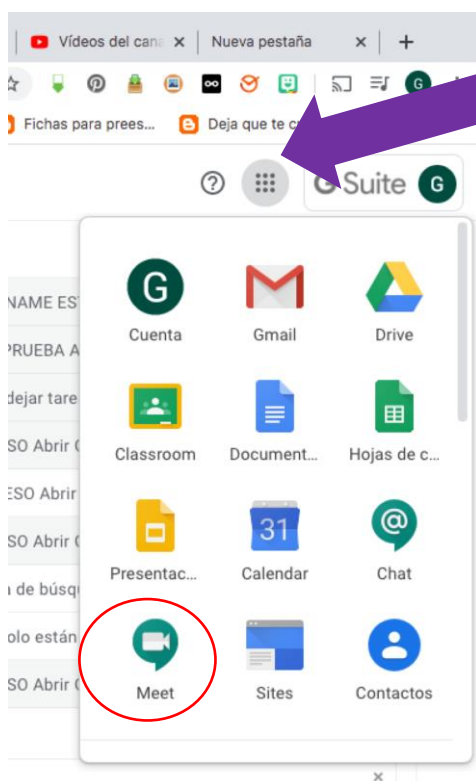 Vídeos del cana
Nueva pestaña
G
Fichas para prees...
Deja que te
G Suite
G
NAME ES
PRUEBA A
dejar tare
SO Abrir
ESO Abrir
SO Abrir
a de búsq
olo están
SO Abrir
G
Cuenta
Gmail
Drive
Classroom
Document...
Hojas de c...
31
@
Presentac...
Calendar
Chat
Meet
Sites
Contactos